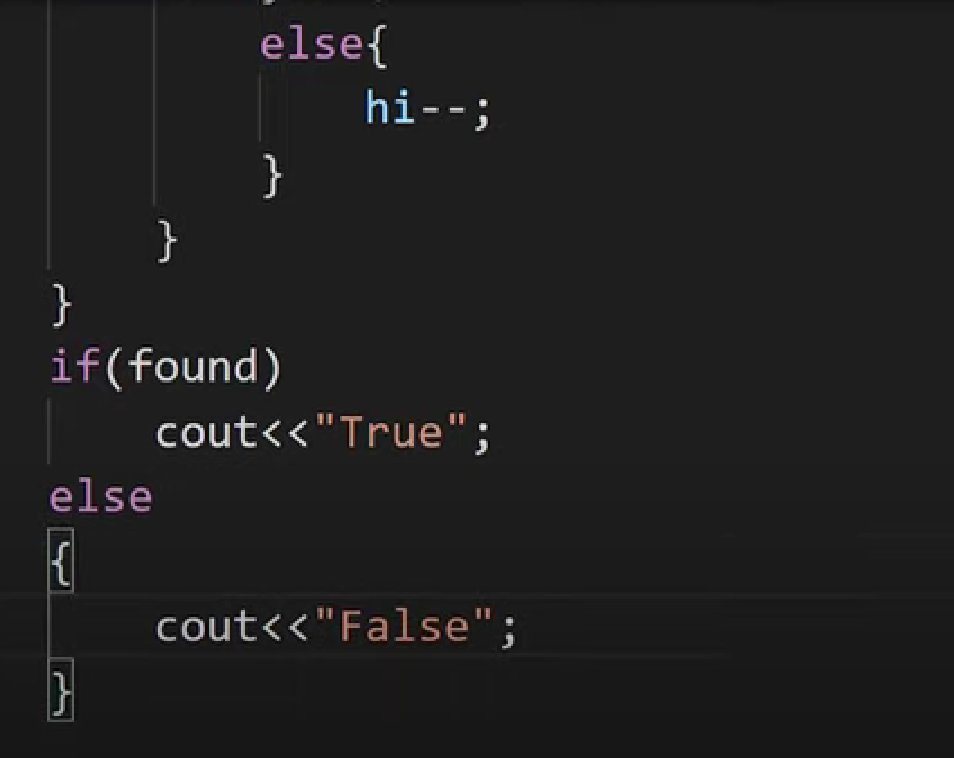 else{
hi--;
}
}
}
if(found)
cout<<"True";
else
{
cout<<"False";
}